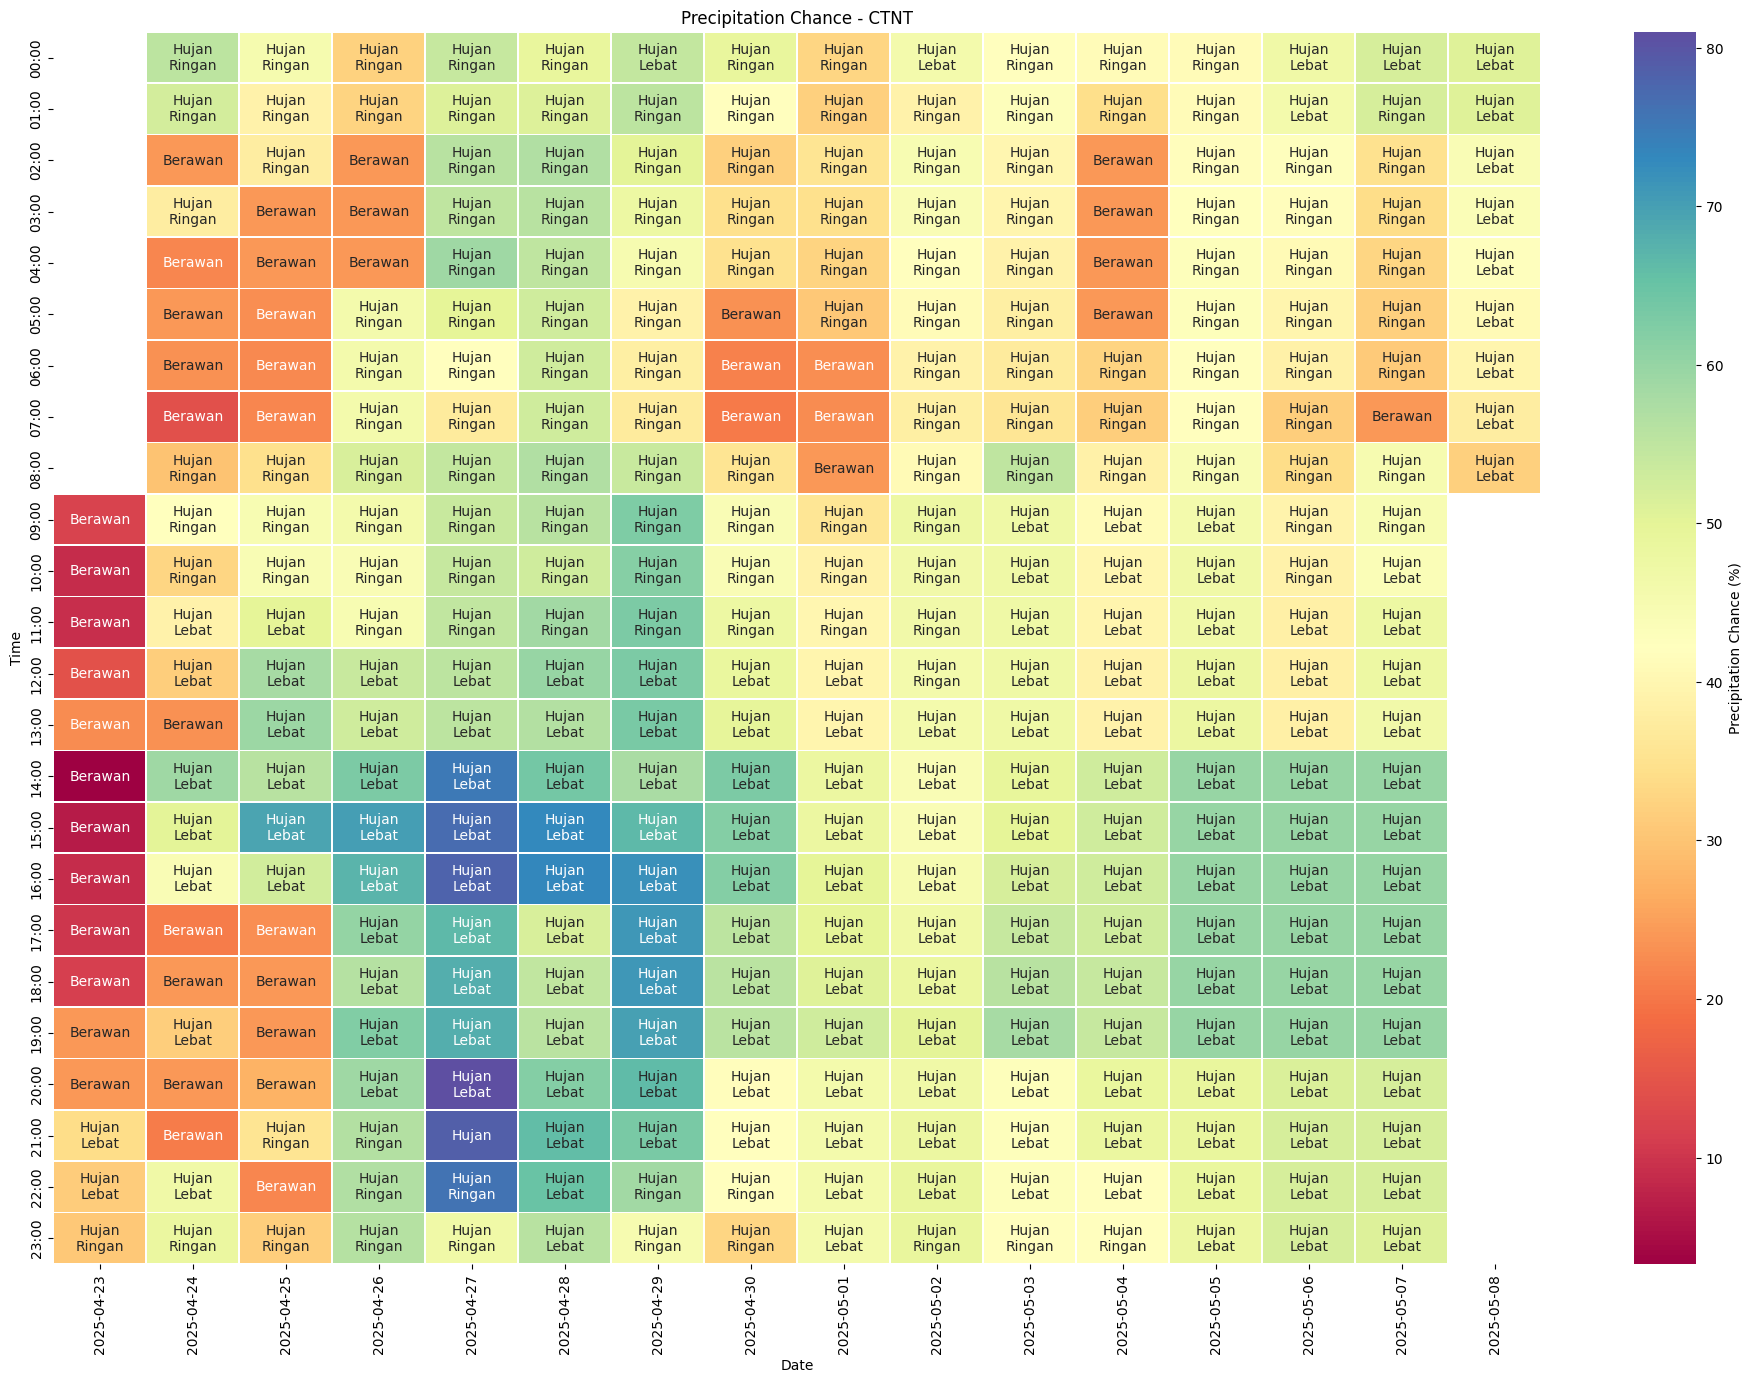 Precipitation Chance - CTNT
00:00 Hujan Ringan Hujan Ringan Hujan Ringan Hujan Ringan Hujan Ringan Hujan Lebat Hujan Ringan Hujan Ringan Hujan Lebat Hujan Ringan Hujan Ringan Hujan Ringan Hujan Lebat Hujan Lebat Hujan Lebat
01:00 Hujan Ringan Hujan Ringan Hujan Ringan Hujan Ringan Hujan Ringan Hujan Ringan Hujan Ringan Hujan Ringan Hujan Ringan Hujan Ringan Hujan Ringan Hujan Ringan Hujan Lebat Hujan Ringan Hujan Lebat
02:00 Berawan Hujan Ringan Berawan Hujan Ringan Hujan Ringan Hujan Ringan Hujan Ringan Hujan Ringan Hujan Ringan Hujan Ringan Berawan Hujan Ringan Hujan Ringan Hujan Ringan Hujan Lebat
03:00 Hujan Ringan Berawan Berawan Hujan Ringan Hujan Ringan Hujan Ringan Hujan Ringan Hujan Ringan Hujan Ringan Hujan Ringan Berawan Hujan Ringan Hujan Ringan Hujan Ringan Hujan Lebat
04:00 Berawan Berawan Berawan Hujan Ringan Hujan Ringan Hujan Ringan Hujan Ringan Hujan Ringan Hujan Ringan Hujan Ringan Berawan Hujan Ringan Hujan Ringan Hujan Ringan Hujan Lebat
05:00 Berawan Berawan Hujan Ringan Hujan Ringan Hujan Ringan Hujan Ringan Berawan Hujan Ringan Hujan Ringan Hujan Ringan Berawan Hujan Ringan Hujan Ringan Hujan Ringan Hujan Lebat
06:00 Berawan Berawan Hujan Ringan Hujan Ringan Hujan Ringan Hujan Ringan Berawan Berawan Hujan Ringan Hujan Ringan Hujan Ringan Hujan Ringan Hujan Ringan Hujan Ringan Hujan Lebat
07:00 Berawan Berawan Hujan Ringan Hujan Ringan Hujan Ringan Hujan Ringan Berawan Berawan Hujan Ringan Hujan Ringan Hujan Ringan Hujan Ringan Hujan Ringan Berawan Hujan Lebat
08:00 Hujan Ringan Hujan Ringan Hujan Ringan Hujan Ringan Hujan Ringan Hujan Ringan Hujan Ringan Berawan Hujan Ringan Hujan Ringan Hujan Ringan Hujan Ringan Hujan Ringan Hujan Ringan Hujan Lebat
09:00 Berawan Hujan Ringan Hujan Ringan Hujan Ringan Hujan Ringan Hujan Ringan Hujan Ringan Hujan Ringan Hujan Ringan Hujan Ringan Hujan Lebat Hujan Lebat Hujan Lebat Hujan Ringan Hujan Ringan
10:00 Berawan Hujan Ringan Hujan Ringan Hujan Ringan Hujan Ringan Hujan Ringan Hujan Ringan Hujan Ringan Hujan Ringan Hujan Ringan Hujan Lebat Hujan Lebat Hujan Lebat Hujan Ringan Hujan Lebat
11:00 Berawan Hujan Lebat Hujan Lebat Hujan Ringan Hujan Ringan Hujan Ringan Hujan Ringan Hujan Ringan Hujan Ringan Hujan Ringan Hujan Lebat Hujan Lebat Hujan Lebat Hujan Lebat Hujan Lebat
12:00 Berawan Hujan Lebat Hujan Lebat Hujan Lebat Hujan Lebat Hujan Lebat Hujan Lebat Hujan Lebat Hujan Lebat Hujan Ringan Hujan Lebat Hujan Lebat Hujan Lebat Hujan Lebat Hujan Lebat
13:00 Berawan Berawan Hujan Lebat Hujan Lebat Hujan Lebat Hujan Lebat Hujan Lebat Hujan Lebat Hujan Lebat Hujan Lebat Hujan Lebat Hujan Lebat Hujan Lebat Hujan Lebat Hujan Lebat
14:00 Berawan Hujan Lebat Hujan Lebat Hujan Lebat Hujan Lebat Hujan Lebat Hujan Lebat Hujan Lebat Hujan Lebat Hujan Lebat Hujan Lebat Hujan Lebat Hujan Lebat Hujan Lebat Hujan Lebat
15:00 Berawan Hujan Lebat Hujan Lebat Hujan Lebat Hujan Lebat Hujan Lebat Hujan Lebat Hujan Lebat Hujan Lebat Hujan Lebat Hujan Lebat Hujan Lebat Hujan Lebat Hujan Lebat Hujan Lebat
16:00 Berawan Hujan Lebat Hujan Lebat Hujan Lebat Hujan Lebat Hujan Lebat Hujan Lebat Hujan Lebat Hujan Lebat Hujan Lebat Hujan Lebat Hujan Lebat Hujan Lebat Hujan Lebat Hujan Lebat
17:00 Berawan Berawan Berawan Hujan Lebat Hujan Lebat Hujan Lebat Hujan Lebat Hujan Lebat Hujan Lebat Hujan Lebat Hujan Lebat Hujan Lebat Hujan Lebat Hujan Lebat Hujan Lebat
18:00 Berawan Berawan Berawan Hujan Lebat Hujan Lebat Hujan Lebat Hujan Lebat Hujan Lebat Hujan Lebat Hujan Lebat Hujan Lebat Hujan Lebat Hujan Lebat Hujan Lebat Hujan Lebat
19:00 Berawan Hujan Lebat Berawan Hujan Lebat Hujan Lebat Hujan Lebat Hujan Lebat Hujan Lebat Hujan Lebat Hujan Lebat Hujan Lebat Hujan Lebat Hujan Lebat Hujan Lebat Hujan Lebat
20:00 Berawan Berawan Berawan Hujan Lebat Hujan Lebat Hujan Lebat Hujan Lebat Hujan Lebat Hujan Lebat Hujan Lebat Hujan Lebat Hujan Lebat Hujan Lebat Hujan Lebat Hujan Lebat
21:00 Hujan Lebat Berawan Hujan Ringan Hujan Ringan Hujan Hujan Lebat Hujan Lebat Hujan Lebat Hujan Lebat Hujan Lebat Hujan Lebat Hujan Lebat Hujan Lebat Hujan Lebat Hujan Lebat
22:00 Hujan Lebat Hujan Lebat Berawan Hujan Ringan Hujan Ringan Hujan Lebat Hujan Ringan Hujan Ringan Hujan Lebat Hujan Lebat Hujan Lebat Hujan Lebat Hujan Lebat Hujan Lebat Hujan Lebat
23:00 Hujan Ringan Hujan Ringan Hujan Ringan Hujan Ringan Hujan Ringan Hujan Lebat Hujan Ringan Hujan Ringan Hujan Lebat Hujan Ringan Hujan Ringan Hujan Ringan Hujan Lebat Hujan Lebat Hujan Lebat
Time
2025-04-23 2025-04-24 2025-04-25 2025-04-26 2025-04-27 2025-04-28 2025-04-29 2025-04-30 2025-05-01 2025-05-02 2025-05-03 2025-05-04 2025-05-05 2025-05-06 2025-05-07 2025-05-08
Date
80
70
60
50
40
30
20
10
Precipitation Chance (%)